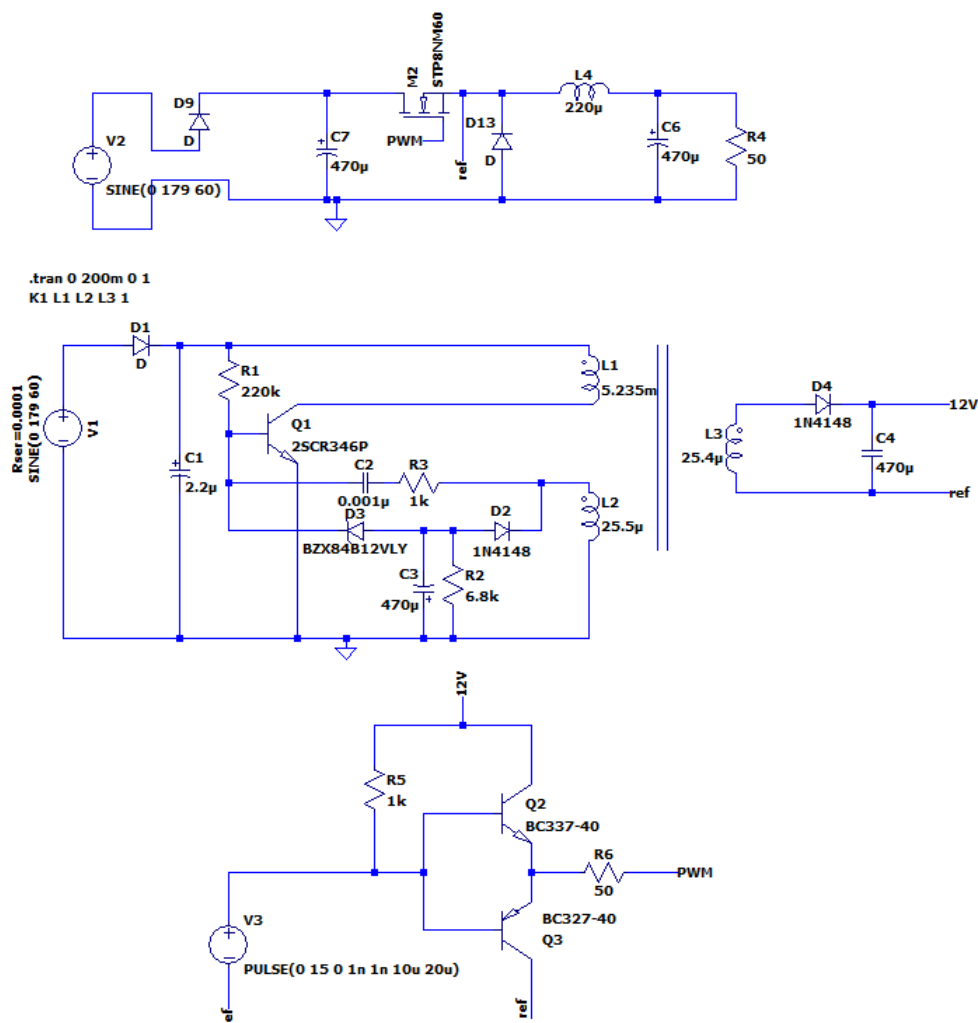 M2
STP8NM60
D9
D
V2
SINE(0 179 60)
C7
470µ
PWM
ref
D13
D
L4
220µ
C6
470µ
R4
50
.tran 0 200m 0 1
K1 L1 L2 L3 1
D1
D
Rser=0.0001
SINE(0 179 60)
V1
C1
2.2µ
R1
220k
Q1
2SCR346P
C2
0.001µ
R3
1k
D3
BZX84B12VLY
D2
1N4148
C3
470µ
R2
6.8k
L1
5.235m
L2
25.5µ
L3
25.4µ
D4
1N4148
12V
C4
470µ
ref
12V
R5
1k
Q2
BC337-40
R6
50
PWM
BC327-40
Q3
V3
PULSE(0 15 0 1n 1n 10u 20u)
ef
ref